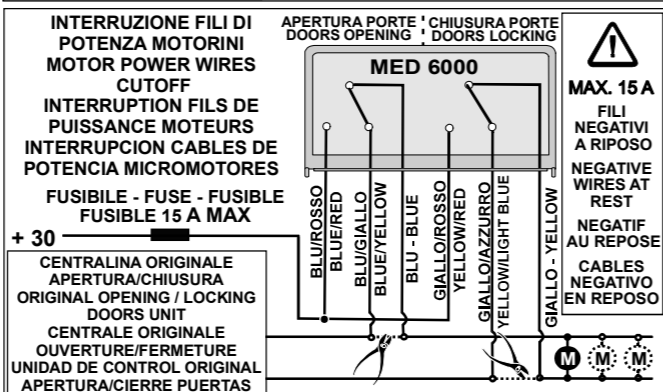 INTERRUZIONE FILI DI
POTENZA MOTORINI
MOTOR POWER WIRES
CUTOFF
INTERRUPTION FILS DE
PUISSANCE MOTEURS
INTERRUPCION CABLES DE
POTENCIA MICROMOTORES
FUSIBILE - FUSE - FUSIBLE
FUSIBLE 15 A MAX
+ 30
APERTURA PORTE
DOORS OPENING
CHIUSURA PORTE
DOORS LOCKING
MED 6000
BLU/ROSSO
BLUE/RED
BLU/GIALLO
BLUE/YELLOW
BLU - BLUE
GIALLO/ROSSO
YELLOW/RED
GIALLO/AZZURRO
YELLOW/LIGHT BLUE
GIALLO - YELLOW
MAX. 15 A
FILI
NEGATIVI
A RIPOSO
NEGATIVE
WIRES AT
REST
NEGATIF
AU REPOSE
CABLES
NEGATIVO
EN REPOSO
CENTRALINA ORIGINALE
APERTURA/CHIUSURA
ORIGINAL OPENING / LOCKING
DOORS UNIT
CENTRALE ORIGINALE
OUVERTURE/FERMETURE
UNIDAD DE CONTROL ORIGINAL
APERTURA/CIERRE PUERTAS
M M M